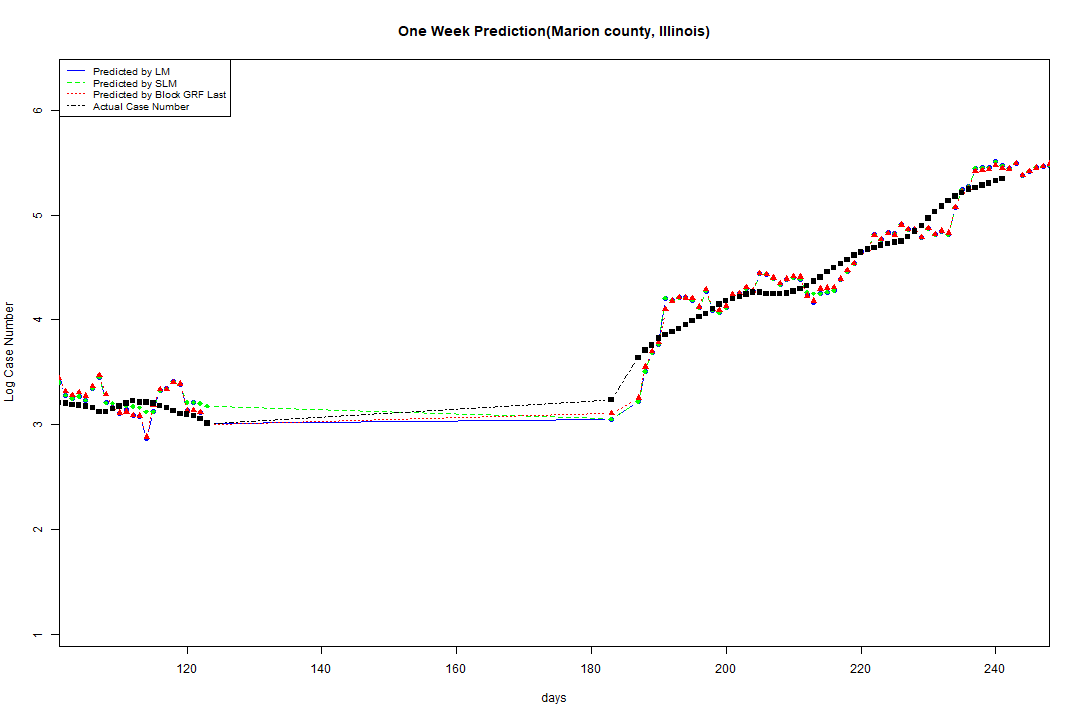 One Week Prediction(Marion county, Illinois)
Predicted by LM
Predicted by SLM
Predicted by Block GRF Last
Actual Case Number
Log Case Number
6
5
4
3
2
1
120 140 160 180 200 220 240
days